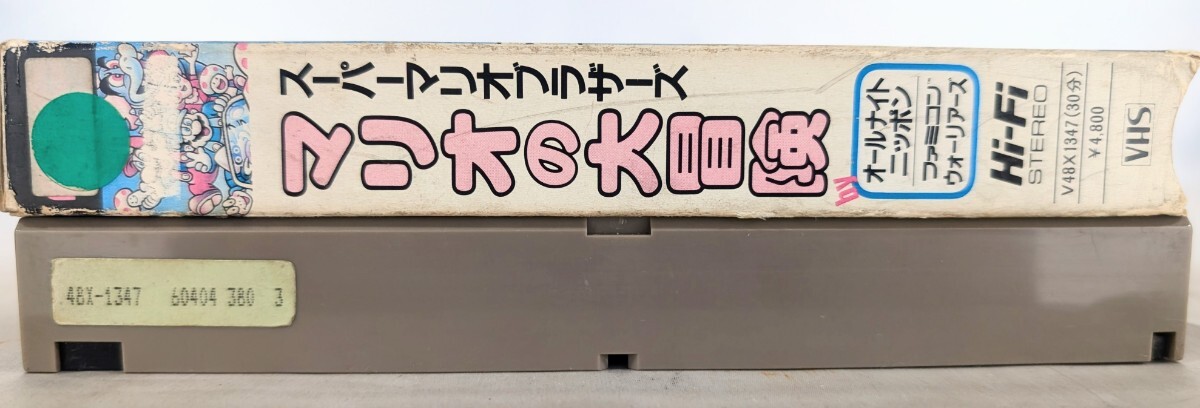 スーパーマリオブラザーズ
マリオの大冒険
by
オールナイト
ニッポン
ファミコン
ウォーリアーズ
Hi-Fi
STEREO
V48X1347(30分)
¥4,800
VHS
48X-1347 60404 380 3